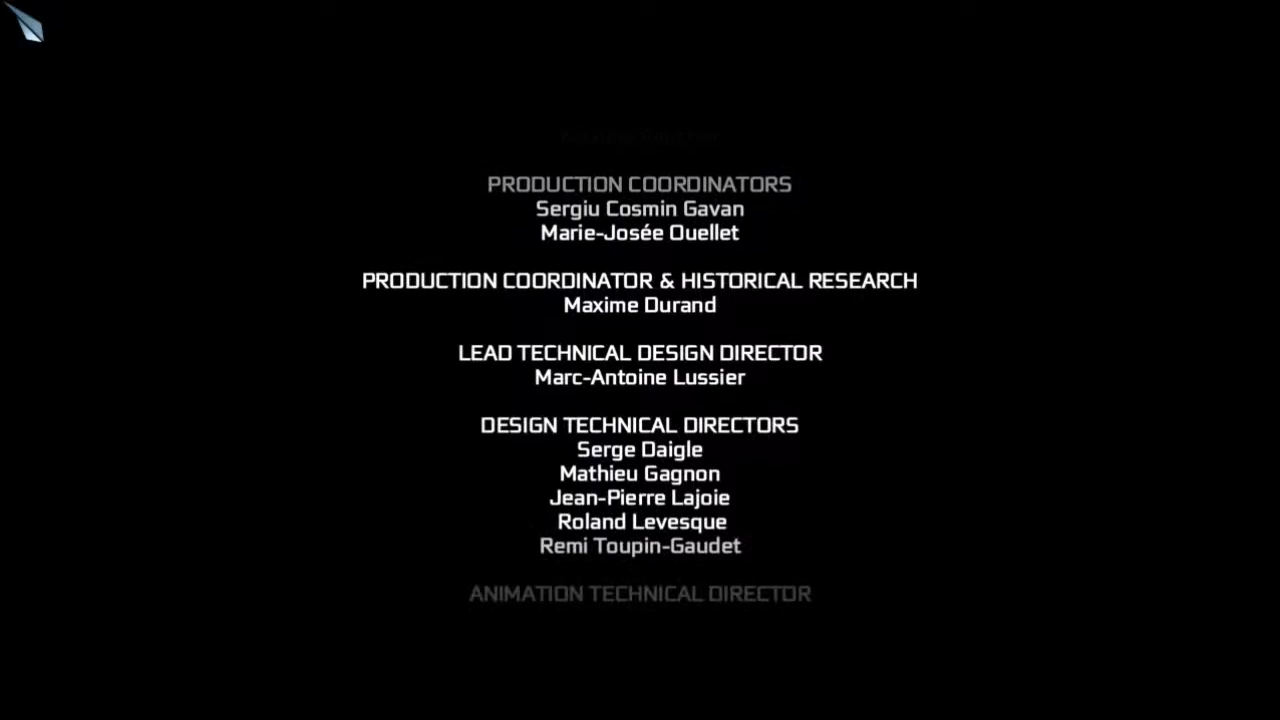 PRODUCTION COORDINATORS
Sergiu Cosmin Gavan
Marie-Josée Ouellet
PRODUCTION COORDINATOR & HISTORICAL RESEARCH
Maxime Durand
LEAD TECHNICAL DESIGN DIRECTOR
Marc-Antoine Lussier
DESIGN TECHNICAL DIRECTORS
Serge Daigle
Mathieu Gagnon
Jean-Pierre Lajoie
Roland Levesque
Remi Toupin-Gaudet
ANIMATION TECHNICAL DIRECTOR